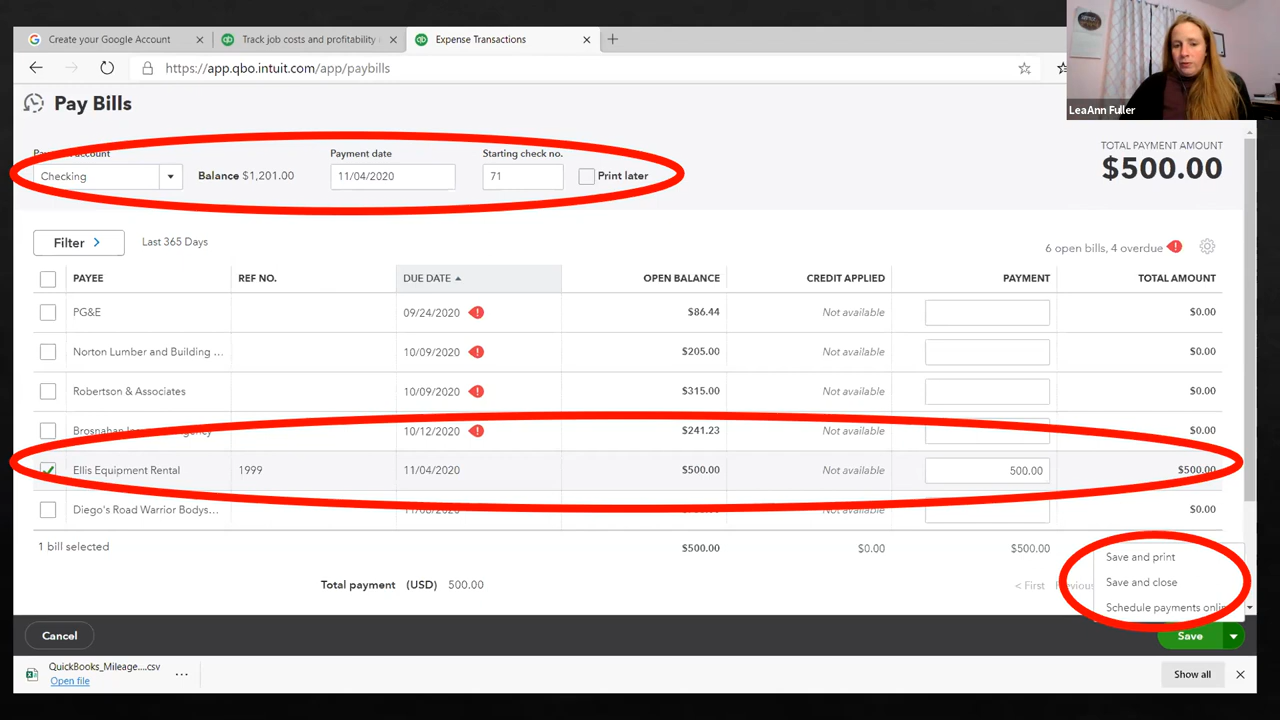 Create your Google Account
Track job costs and profitability
Expense Transactions
https://app.qbo.intuit.com/app/paybills
LeaAnn Fuller
Pay Bills
account Payment date Starting check no.
Checking Balance $1,201.00 11/04/2020 71 Print later
TOTAL PAYMENT AMOUNT
$500.00
Filter > Last 365 Days
6 open bills, 4 overdue
PAYEE REF NO. DUE DATE OPEN BALANCE CREDIT APPLIED PAYMENT TOTAL AMOUNT
PG&E 09/24/2020 $86.44 Not available $0.00
Norton Lumber and Building ... 10/09/2020 $205.00 Not available $0.00
Robertson & Associates 10/09/2020 $315.00 Not available $0.00
Brosnahan 10/12/2020 $241.23 Not available $0.00
Ellis Equipment Rental 1999 11/04/2020 $500.00 Not available 500.00 $500.00
Diego's Road Warrior Bodys... Not available $0.00
1 bill selected $500.00 $0.00 $500.00
Total payment (USD) 500.00 < First
Save and print
Save and close
Schedule payments
Cancel Save
QuickBooks_Mileage....csv
Open file
Show all